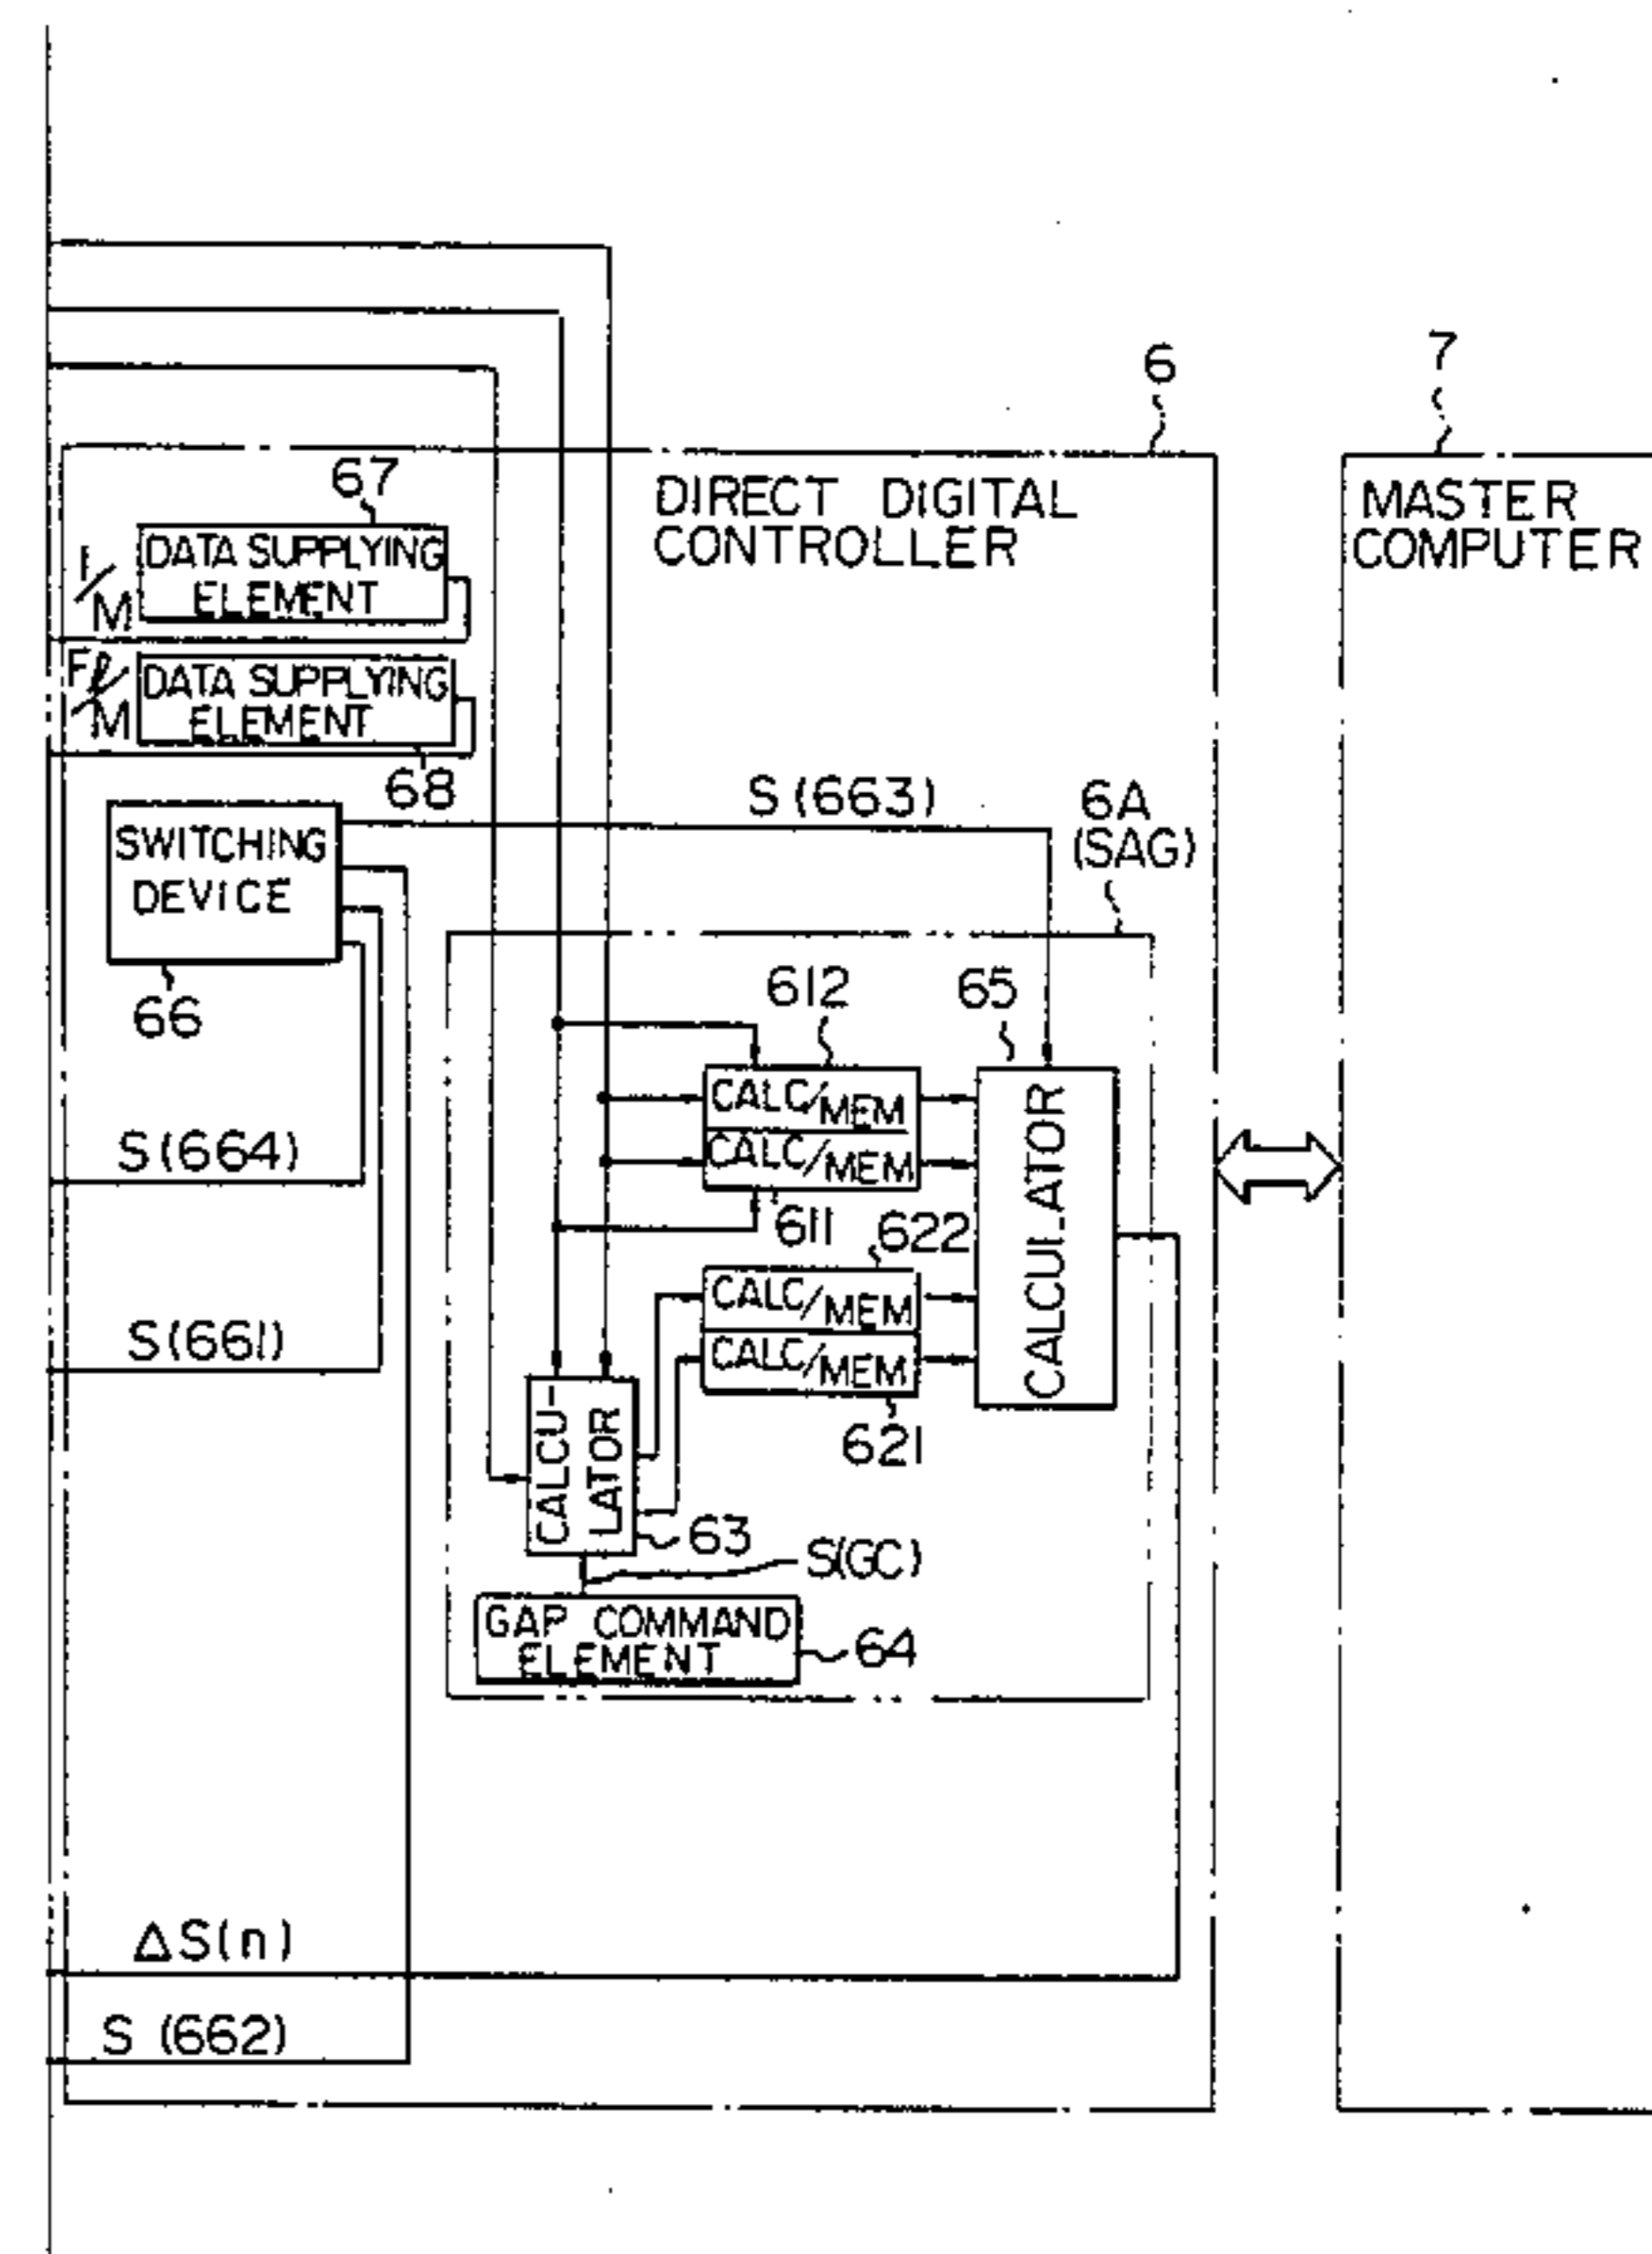 6
7
DIRECT DIGITAL
CONTROLLER
MASTER
COMPUTER
67
1/M
DATA SUPPLYING
ELEMENT
Fℓ/M
DATA SUPPLYING
ELEMENT
68
S (663)
6A
(SAG)
SWITCHING
DEVICE
66
612
65
CALC/MEM
CALC/MEM
611
CALCULATOR
S(664)
622
CALC/MEM
CALC/MEM
621
S(661)
CALCU-
LATOR
63
S(GC)
GAP COMMAND
ELEMENT
64
ΔS(n)
S (662)